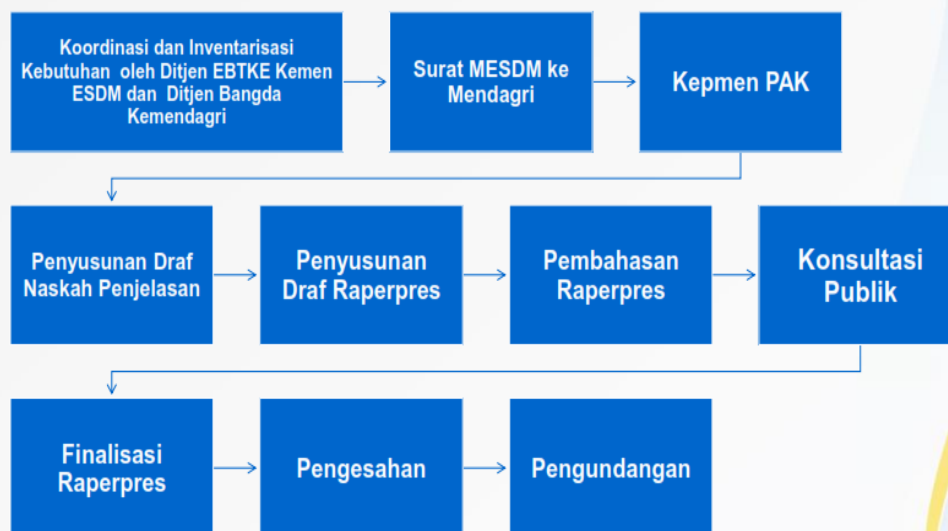 Koordinasi dan Inventarisasi
Kebutuhan oleh Ditjen EBTKE Kemen
ESDM dan Ditjen Bangda
Kemendagri
Surat MESDM ke
Mendagri
Kepmen PAK
Penyusunan Draf
Naskah Penjelasan
Penyusunan
Draf Raperpres
Pembahasan
Raperpres
Konsultasi
Publik
Finalisasi
Raperpres
Pengesahan
Pengundangan